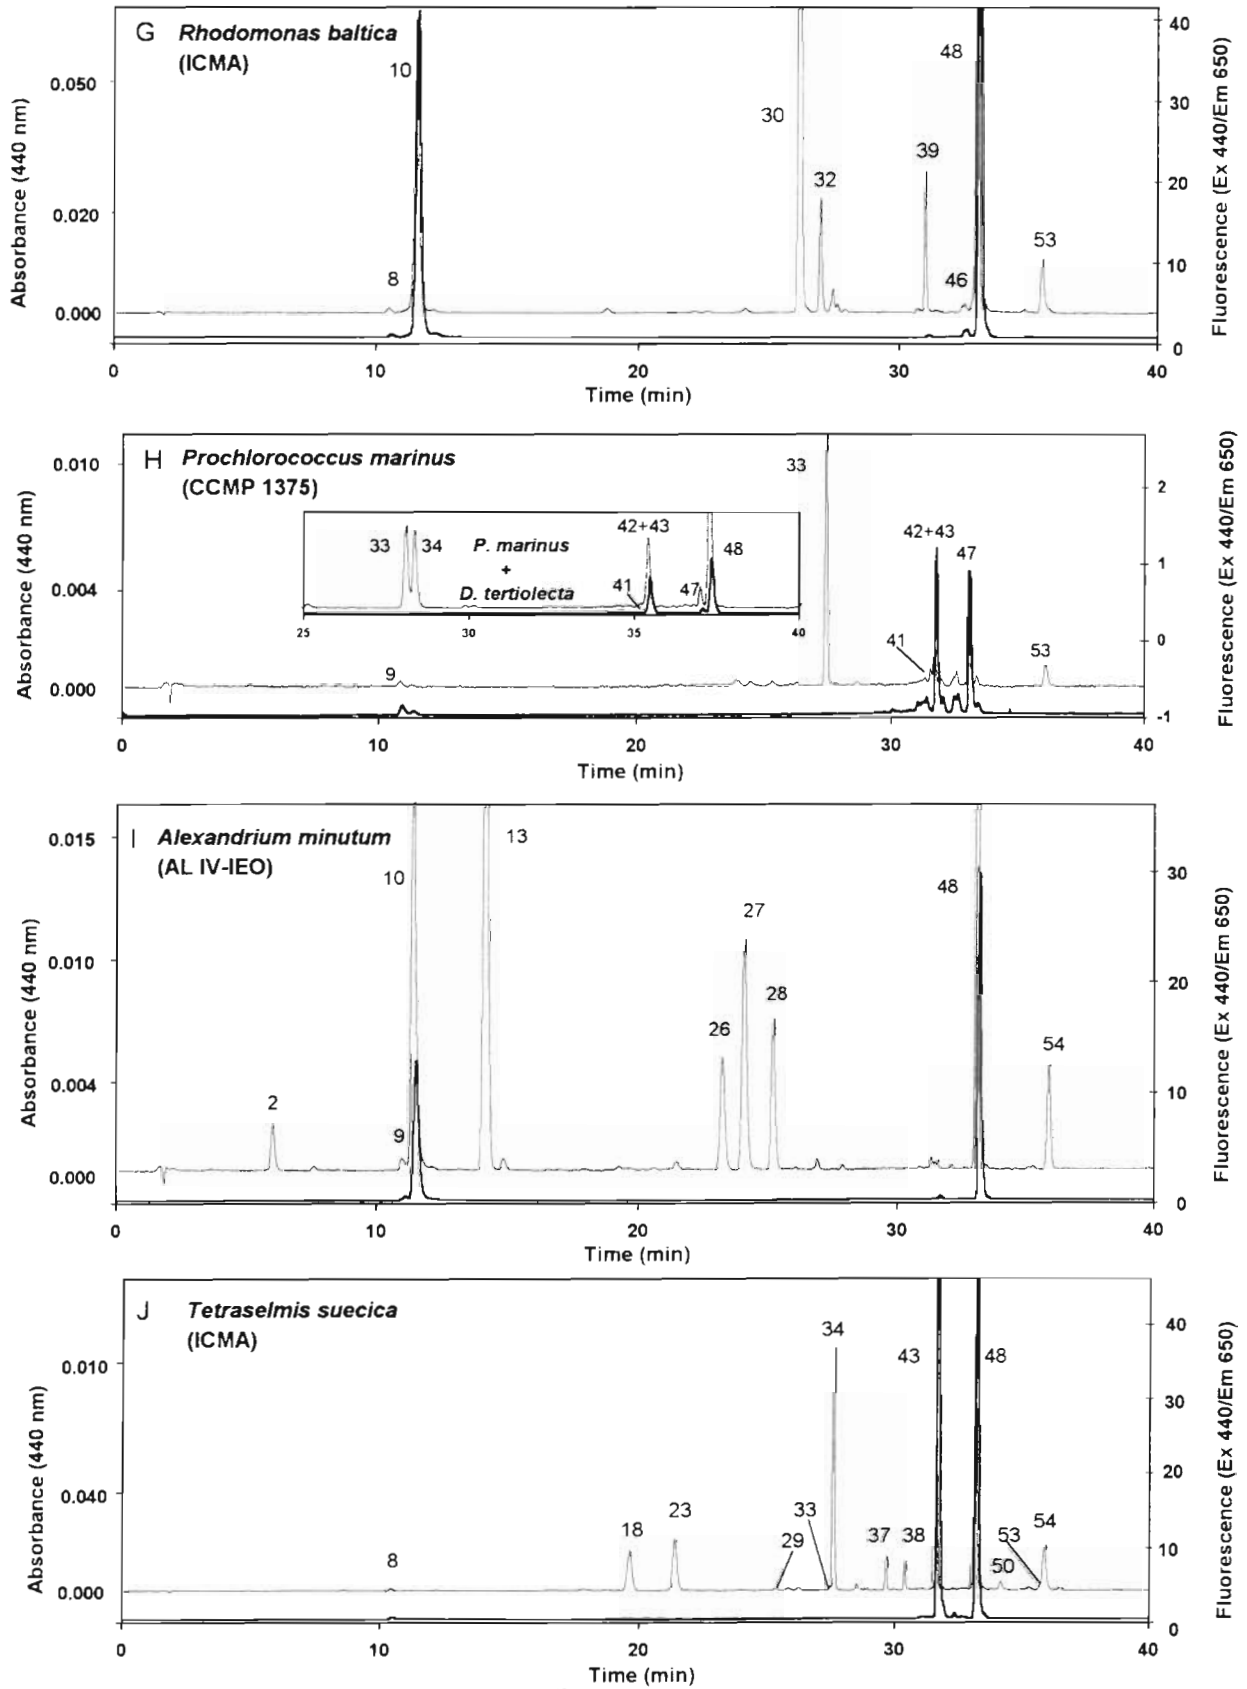 G Rhodomonas baltica
(ICMA)
10
30
48
39
32
53
8
46
0.050
0.020
0.000
40
30
20
10
0
Absorbance (440 nm)
Fluorescence (Ex 440/Em 650)
0 10 20 30 40
Time (min)
H Prochlorococcus marinus
(CCMP 1375)
33
42+43
47
41
53
9
33 34
P. marinus
+
D. tertiolecta
42+43
48
41
47
25 30 35 40
0.010
0.004
0.000
2
1
0
-1
Absorbance (440 nm)
Fluorescence (Ex 440/Em 650)
0 10 20 30 40
Time (min)
I Alexandrium minutum
(AL IV-IEO)
13
10
48
27
28
26
54
2
9
0.015
0.010
0.004
0.000
30
20
10
0
Absorbance (440 nm)
Fluorescence (Ex 440/Em 650)
0 10 20 30 40
Time (min)
J Tetraselmis suecica
(ICMA)
34
43
48
23
18
33
29
37 38
53 54
50
8
0.010
0.040
0.000
40
30
20
10
0
Absorbance (440 nm)
Fluorescence (Ex 440/Em 650)
0 10 20 30 40
Time (min)